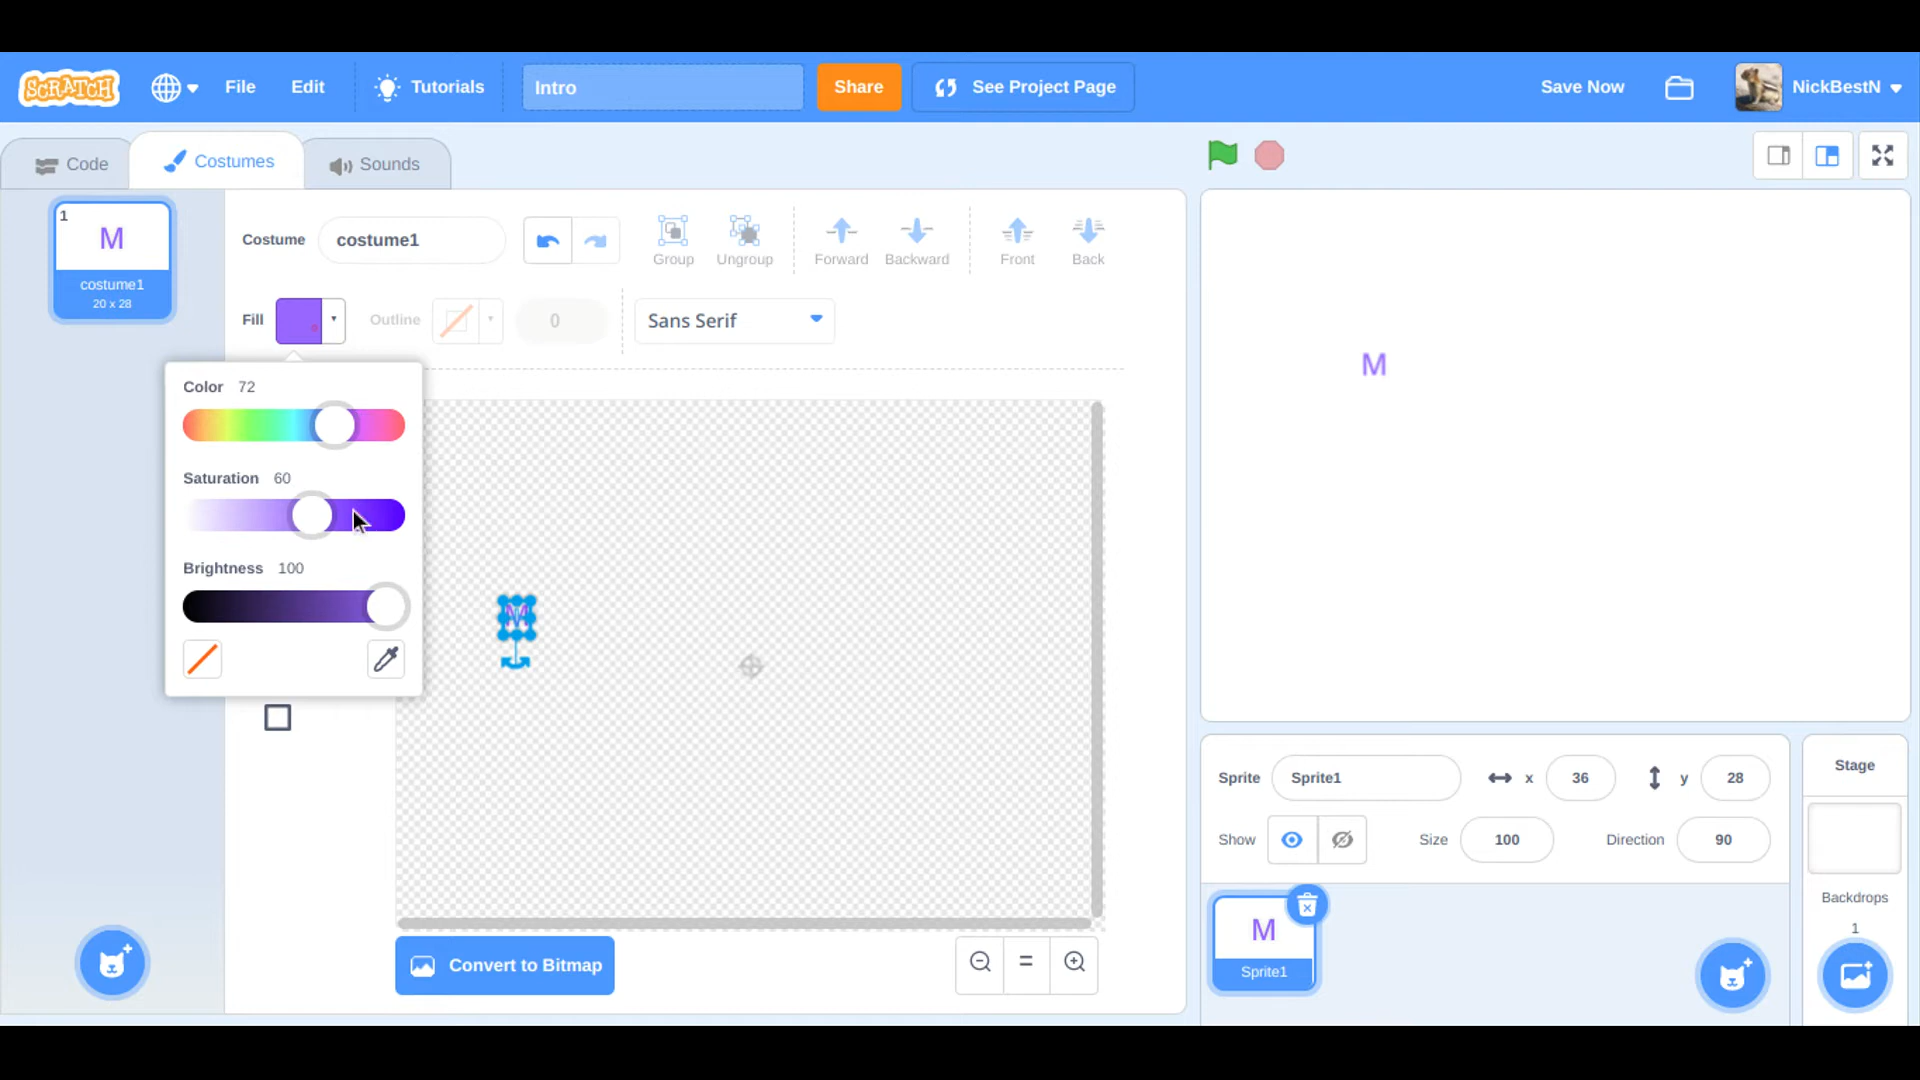 SCRATCH File Edit Tutorials Intro Share See Project Page Save Now NickBestN
Code Costumes Sounds
1
M
costume1
20 x 28
Costume costume1 Group Ungroup Forward Backward Front Back
Fill Outline 0 Sans Serif
Color 72
Saturation 60
Brightness 100
M
Convert to Bitmap
M
Sprite Sprite1 x 36 y 28
Show Size 100 Direction 90
M
Sprite1
Stage
Backdrops
1